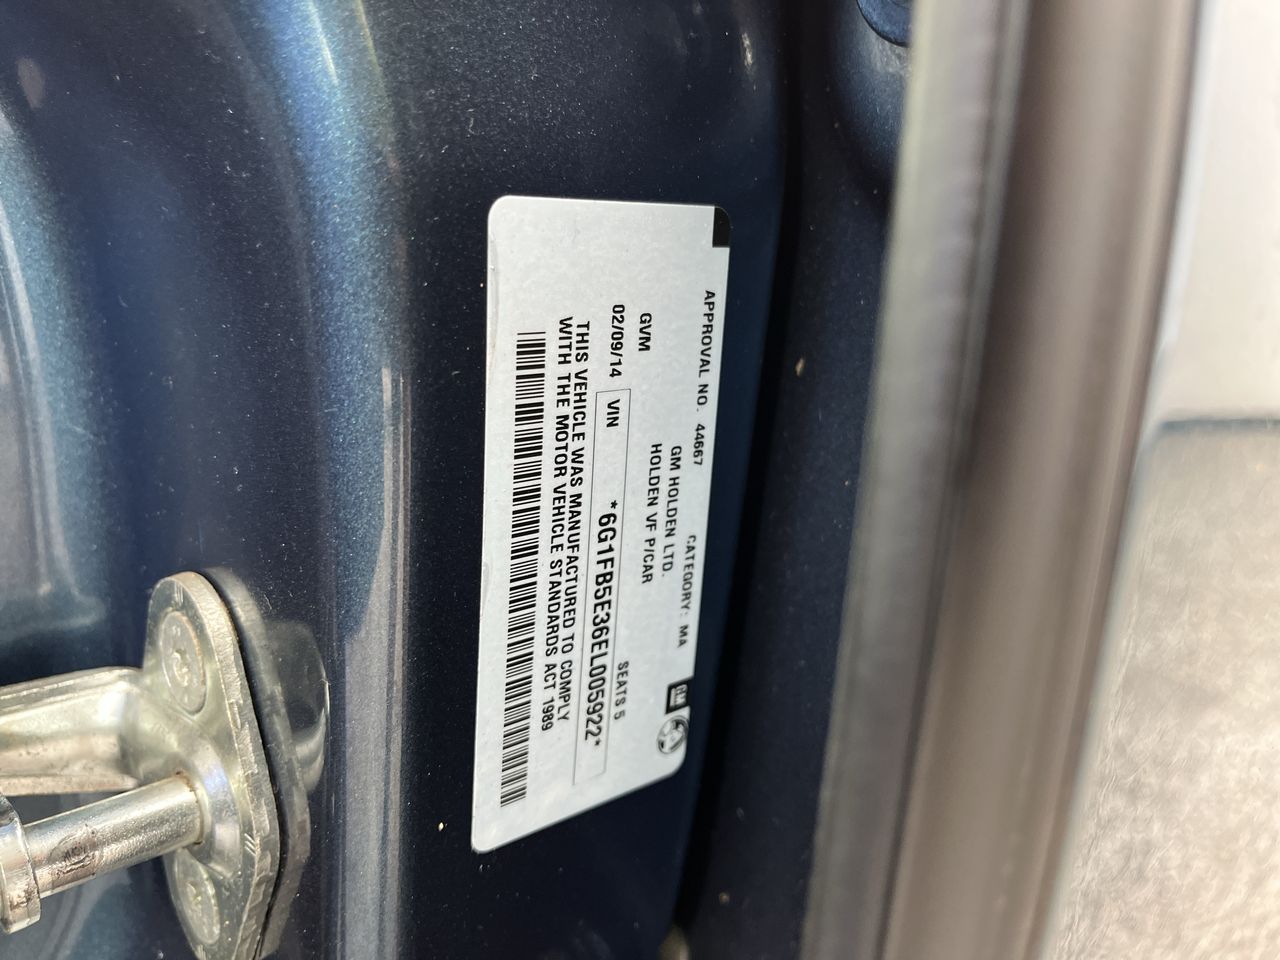 APPROVAL NO. 44667 CATEGORY: MA
GM HOLDEN LTD.
HOLDEN VF P/CAR
GM
GVM SEATS 5
02/09/14 VIN *6G1FB5E36EL005922*
THIS VEHICLE WAS MANUFACTURED TO COMPLY
WITH THE MOTOR VEHICLE STANDARDS ACT 1989